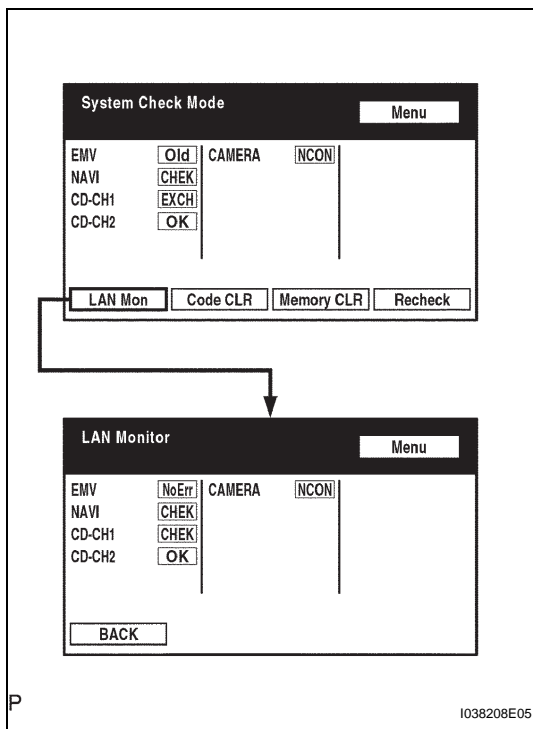 System Check Mode
Menu
EMV Old CAMERA NCON
NAVI CHEK
CD-CH1 EXCH
CD-CH2 OK
LAN Mon Code CLR Memory CLR Recheck
LAN Monitor
Menu
EMV NoErr CAMERA NCON
NAVI CHEK
CD-CH1 CHEK
CD-CH2 OK
BACK
P
I038208E05